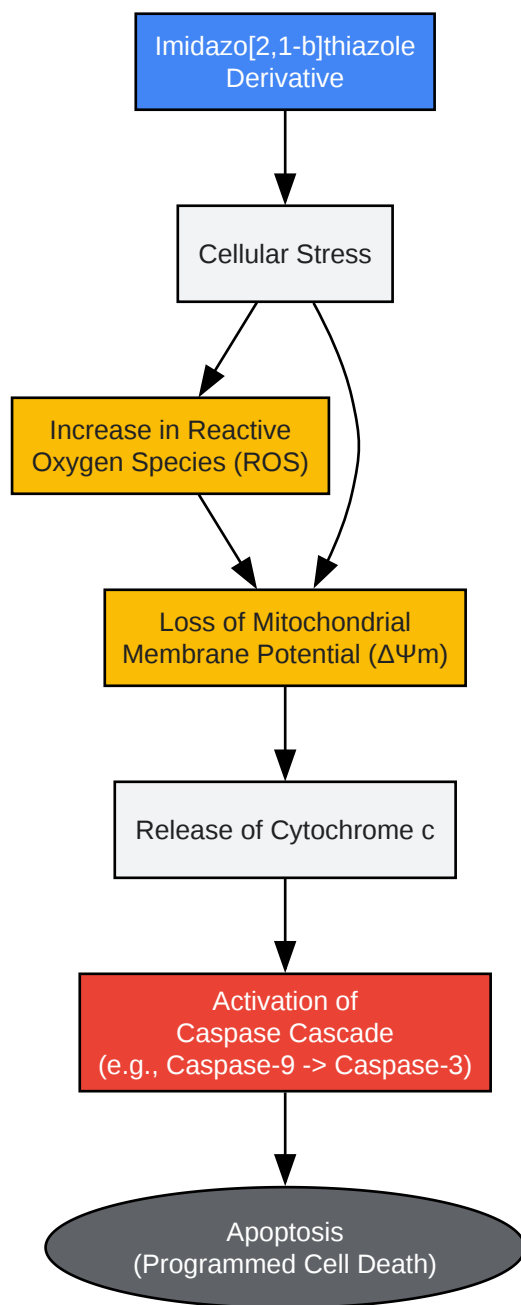 Imidazo[2,1-b]thiazole
Derivative
Cellular Stress
Increase in Reactive
Oxygen Species (ROS)
Loss of Mitochondrial
Membrane Potential (ΔΨm)
Release of Cytochrome c
Activation of
Caspase Cascade
(e.g., Caspase-9 -> Caspase-3)
Apoptosis
(Programmed Cell Death)